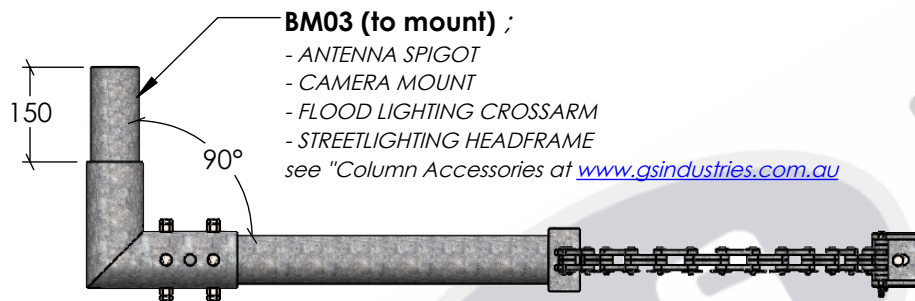 BM03 (to mount) ;
- ANTENNA SPIGOT
- CAMERA MOUNT
- FLOOD LIGHTING CROSSARM
- STREETLIGHTING HEADFRAME
see "Column Accessories at www.gsindustries.com.au
150
90°